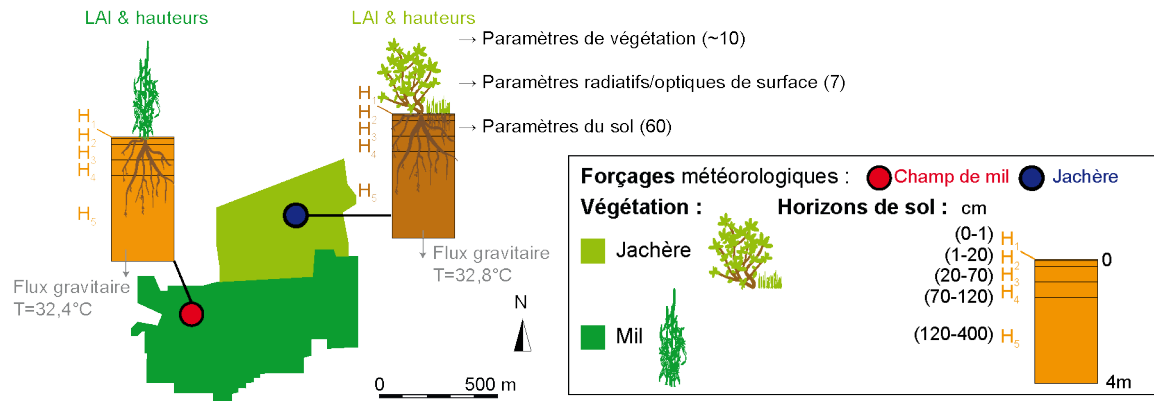 LAI & hauteurs
LAI & hauteurs
→ Paramètres de végétation (~10)
→ Paramètres radiatifs/optiques de surface (7)
→ Paramètres du sol (60)
H1
H2
H3
H4
H5
H1
H2
H3
H4
H5
Flux gravitaire
T=32,4°C
Flux gravitaire
T=32,8°C
N
0 500 m
Forçages météorologiques : Champ de mil Jachère
Végétation : Horizons de sol : cm
Jachère
Mil
(0-1) H1 0
(1-20) H2
(20-70) H3
(70-120) H4
(120-400) H5
4m